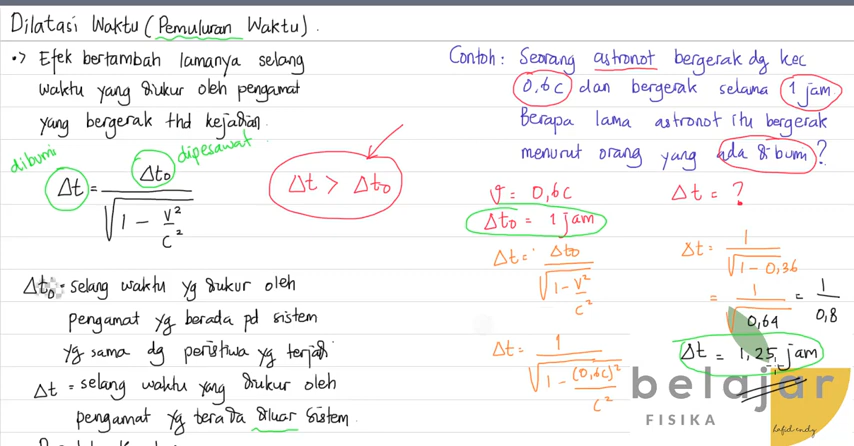 Dilatasi Waktu (Pemuluran Waktu).
•> Efek bertambah lamanya selang
waktu yang diukur oleh pengamat
yang bergerak thd kejadian.
dibumi
dipesawat
Δt = Δt₀ / √(1 - v²/c²)
Δt > Δt₀
Δt₀ = selang waktu yg diukur oleh
pengamat yg berada pd sistem
yg sama dg peristiwa yg terjadi
Δt = selang waktu yang diukur oleh
pengamat yg berada diluar sistem.
Contoh: Seorang astronot bergerak dg kec
0,6c dan bergerak selama 1 jam
Berapa lama astronot itu bergerak
menurut orang yang ada di bumi?
v = 0,6c
Δt₀ = 1 jam
Δt = Δt₀ / √(1 - v²/c²)
Δt = 1 / √(1 - (0,6c)²/c²)
Δt = ?
Δt = 1 / √(1 - 0,36)
= 1 / √0,64 = 1 / 0,8
Δt = 1,25 jam
belajar
FISIKA
hafid endy